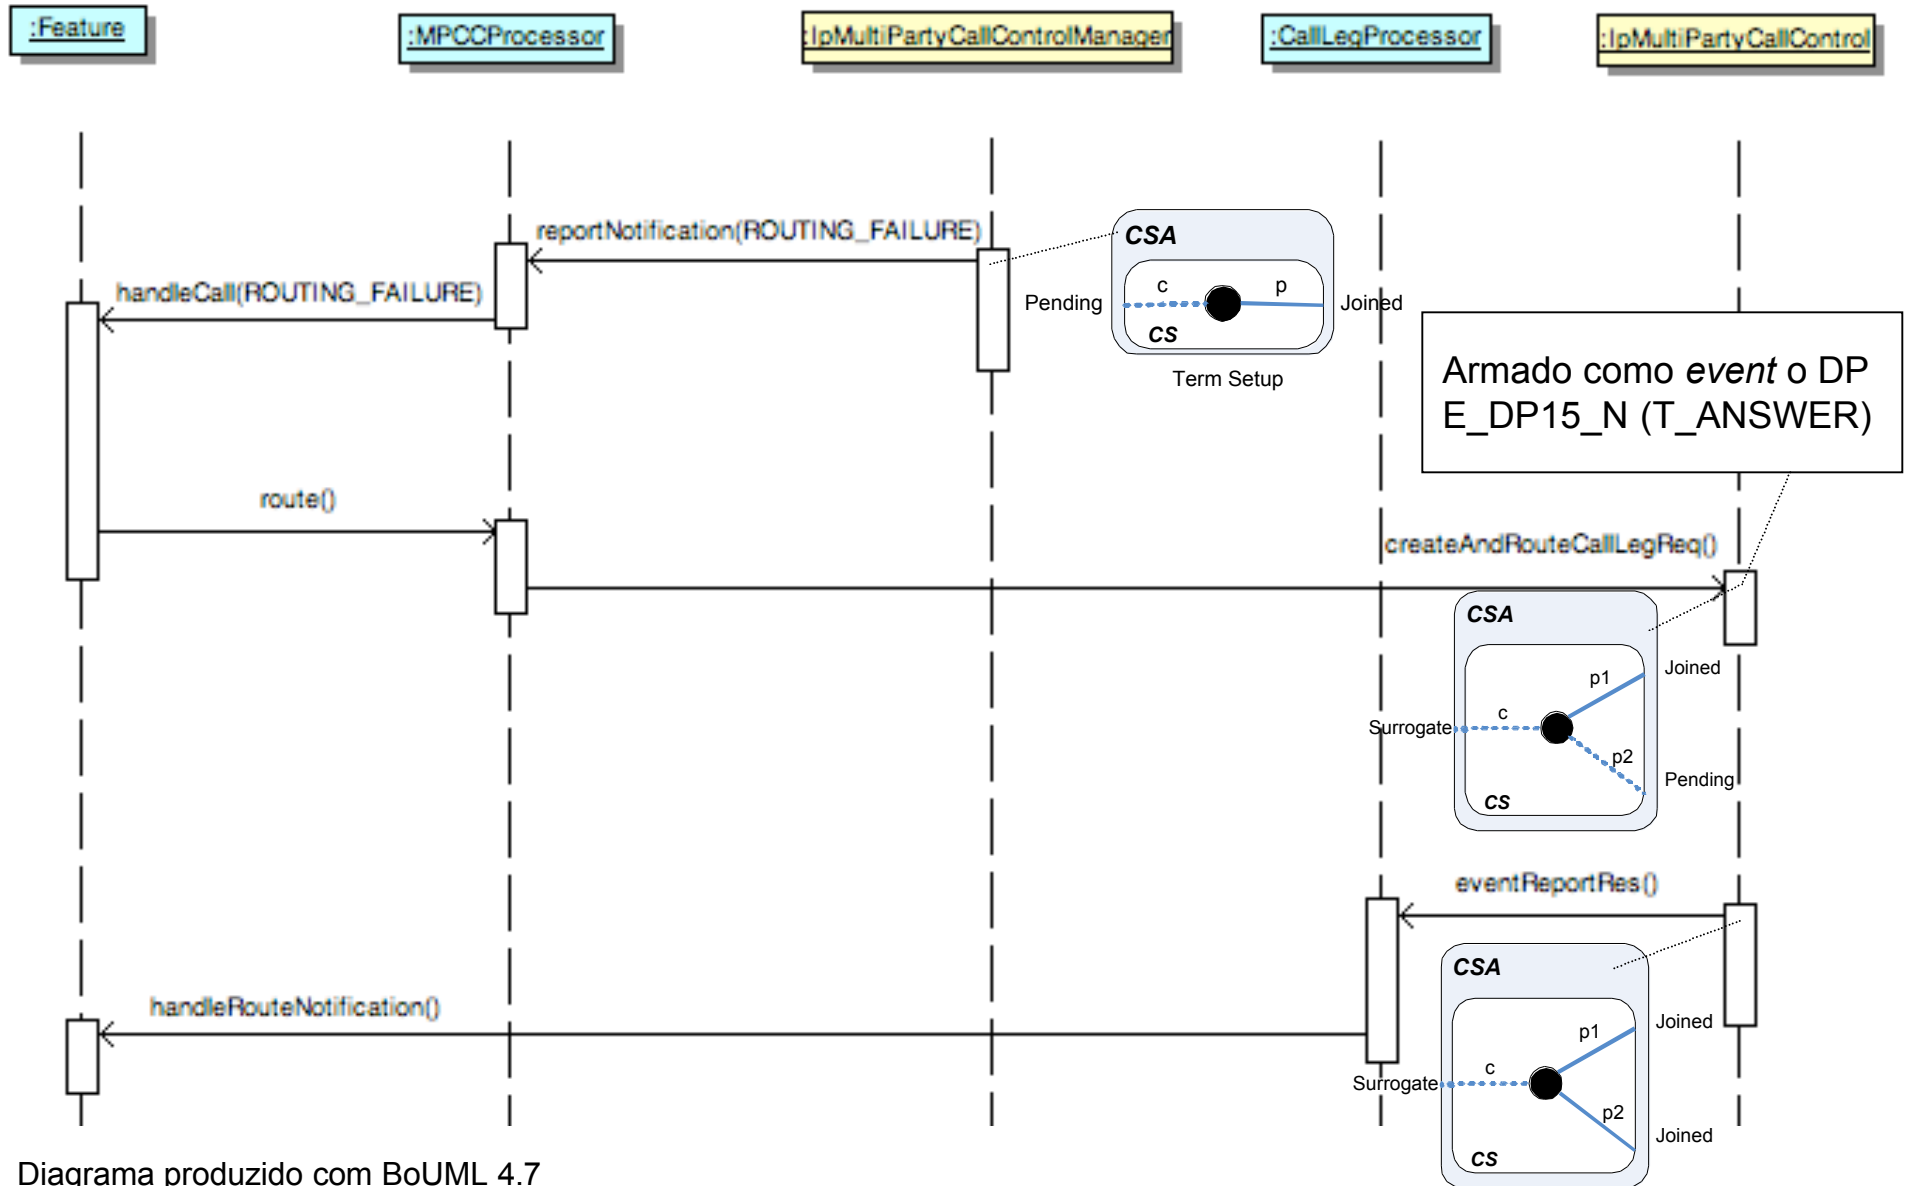 :Feature
:MPCCProcessor
:IpMultiPartyCallControlManager
:CallLegProcessor
:IpMultiPartyCallControl
reportNotification(ROUTING_FAILURE)
handleCall(ROUTING_FAILURE)
CSA
c
p
Pending
Joined
CS
Term Setup
Armado como event o DP
E_DP15_N (T_ANSWER)
route()
createAndRouteCallLegReq()
CSA
Joined
p1
c
Surrogate
p2
Pending
CS
eventReportRes()
CSA
handleRouteNotification()
Joined
p1
c
Surrogate
p2
Joined
CS
Diagrama produzido com BoUML 4.7